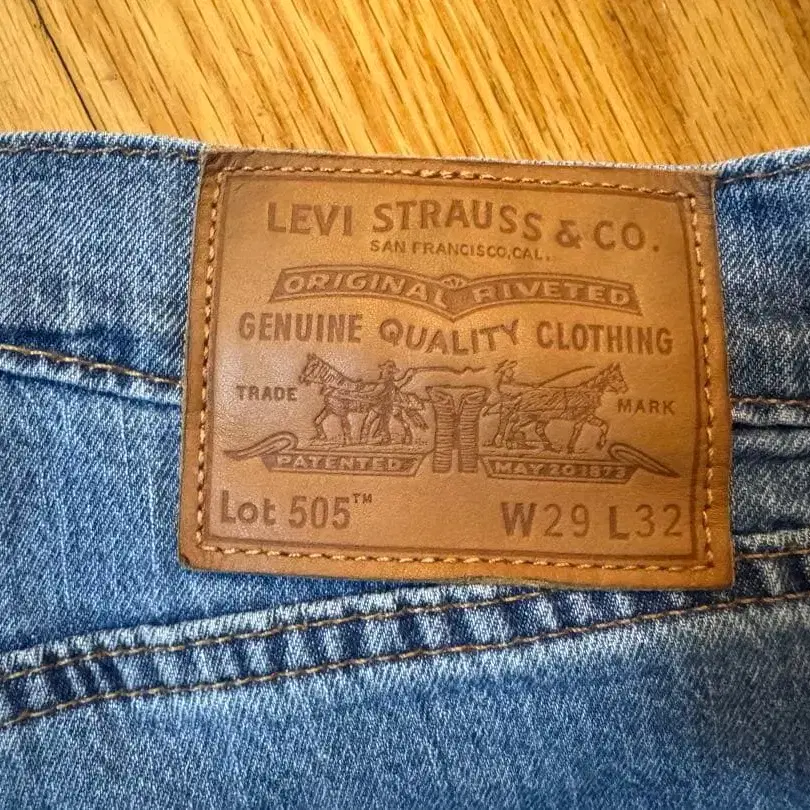 LEVI STRAUSS & CO.
SAN FRANCISCO, CAL.
ORIGINAL RIVETED
GENUINE QUALITY CLOTHING
TRADE MARK
PATENTED MAY 20 1873
Lot 505™ W29 L32